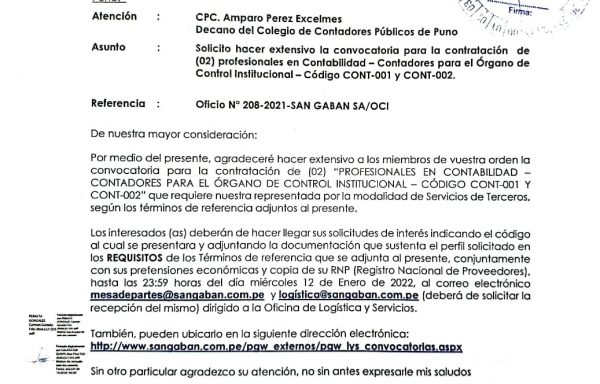 Firma:
Atención : CPC. Amparo Perez Excelmes
Decano del Colegio de Contadores Públicos de Puno
Asunto : Solicito hacer extensivo la convocatoria para la contratación de
(02) profesionales en Contabilidad – Contadores para el Órgano de
Control Institucional – Código CONT-001 y CONT-002.
Referencia : Oficio N° 208-2021-SAN GABAN SA/OCI
De nuestra mayor consideración:
Por medio del presente, agradeceré hacer extensivo a los miembros de vuestra orden la
convocatoria para la contratación de (02) “PROFESIONALES EN CONTABILIDAD –
CONTADORES PARA EL ÓRGANO DE CONTROL INSTITUCIONAL – CÓDIGO CONT-001 Y
CONT-002” que requiere nuestra representada por la modalidad de Servicios de Terceros,
según los términos de referencia adjuntos al presente.
Los interesados (as) deberán de hacer llegar sus solicitudes de interés indicando el código
al cual se presentara y adjuntando la documentación que sustenta el perfil solicitado en
los REQUISITOS de los Términos de referencia que se adjunta al presente, conjuntamente
con sus pretensiones económicas y copia de su RNP (Registro Nacional de Proveedores),
hasta las 23:59 horas del día miércoles 12 de Enero de 2022, al correo electrónico
mesadepartes@sangaban.com.pe y logistica@sangaban.com.pe (deberá de solicitar la
recepción del mismo) dirigido a la Oficina de Logística y Servicios.
También, pueden ubicarlo en la siguiente dirección electrónica:
http://www.sangaban.com.pe/pgw_externos/pgw_lys_convocatorias.aspx
Sin otro particular agradezco su atención, no sin antes expresarle mis saludos